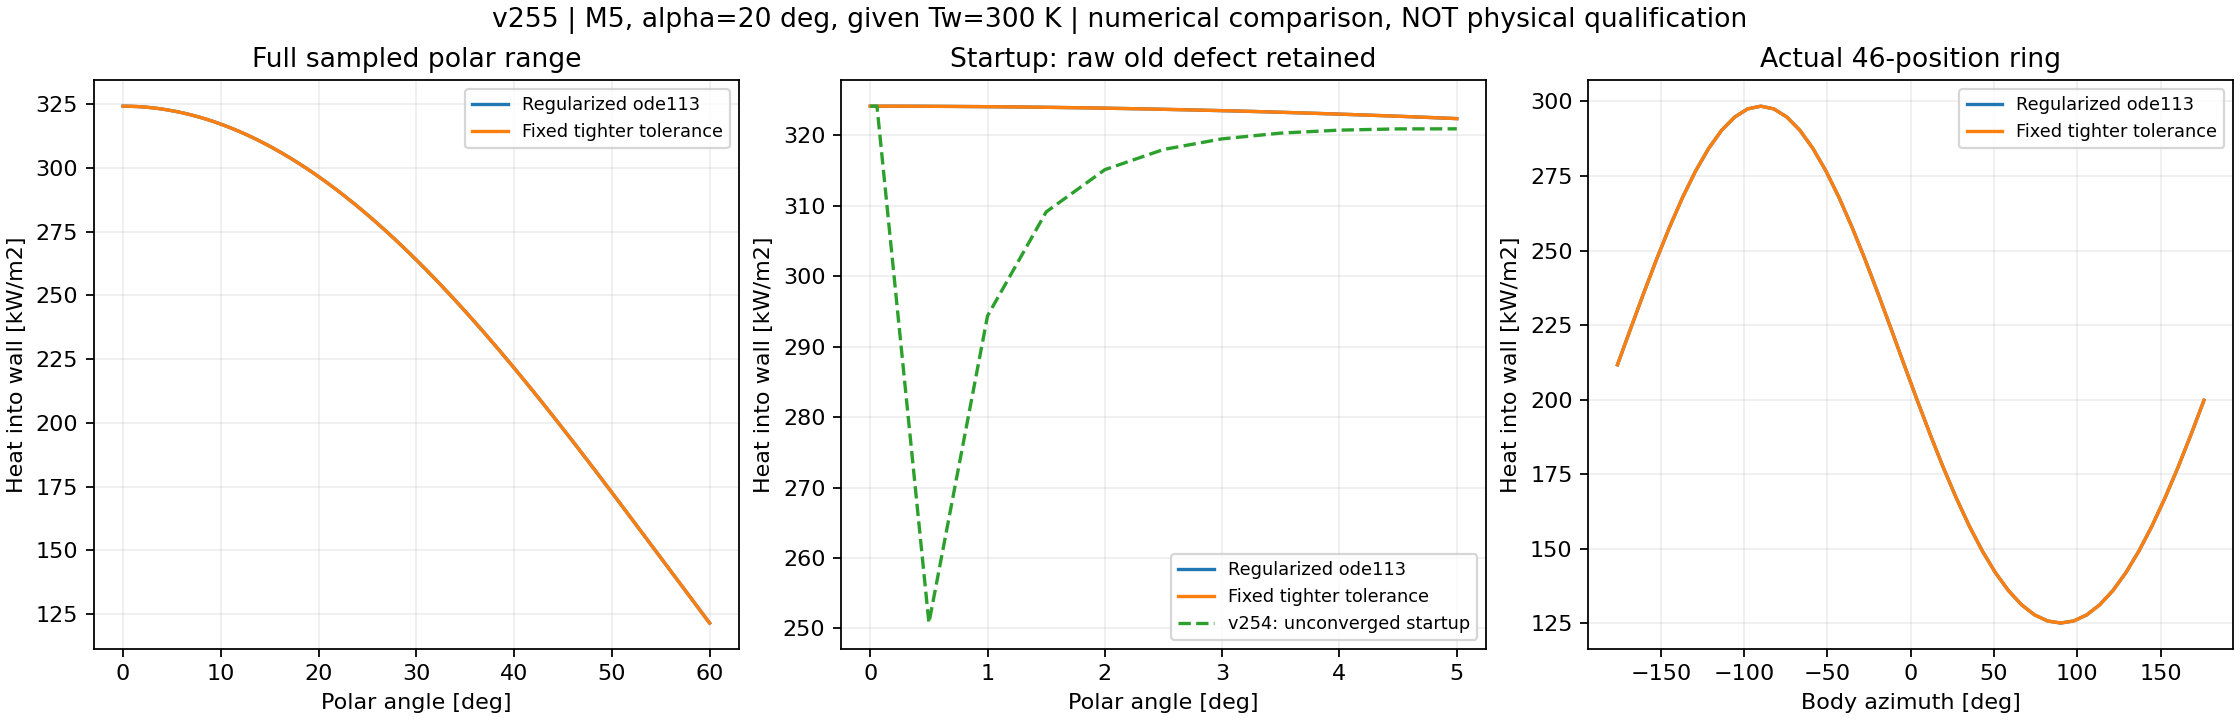 v255 | M5, alpha=20 deg, given Tw=300 K | numerical comparison, NOT physical qualification
Full sampled polar range
Heat into wall [kW/m2]
325
300
275
250
225
200
175
150
125
0 10 20 30 40 50 60
Polar angle [deg]
Regularized ode113
Fixed tighter tolerance
Startup: raw old defect retained
Heat into wall [kW/m2]
320
310
300
290
280
270
260
250
0 1 2 3 4 5
Polar angle [deg]
Regularized ode113
Fixed tighter tolerance
v254: unconverged startup
Actual 46-position ring
Heat into wall [kW/m2]
300
275
250
225
200
175
150
125
−150 −100 −50 0 50 100 150
Body azimuth [deg]
Regularized ode113
Fixed tighter tolerance